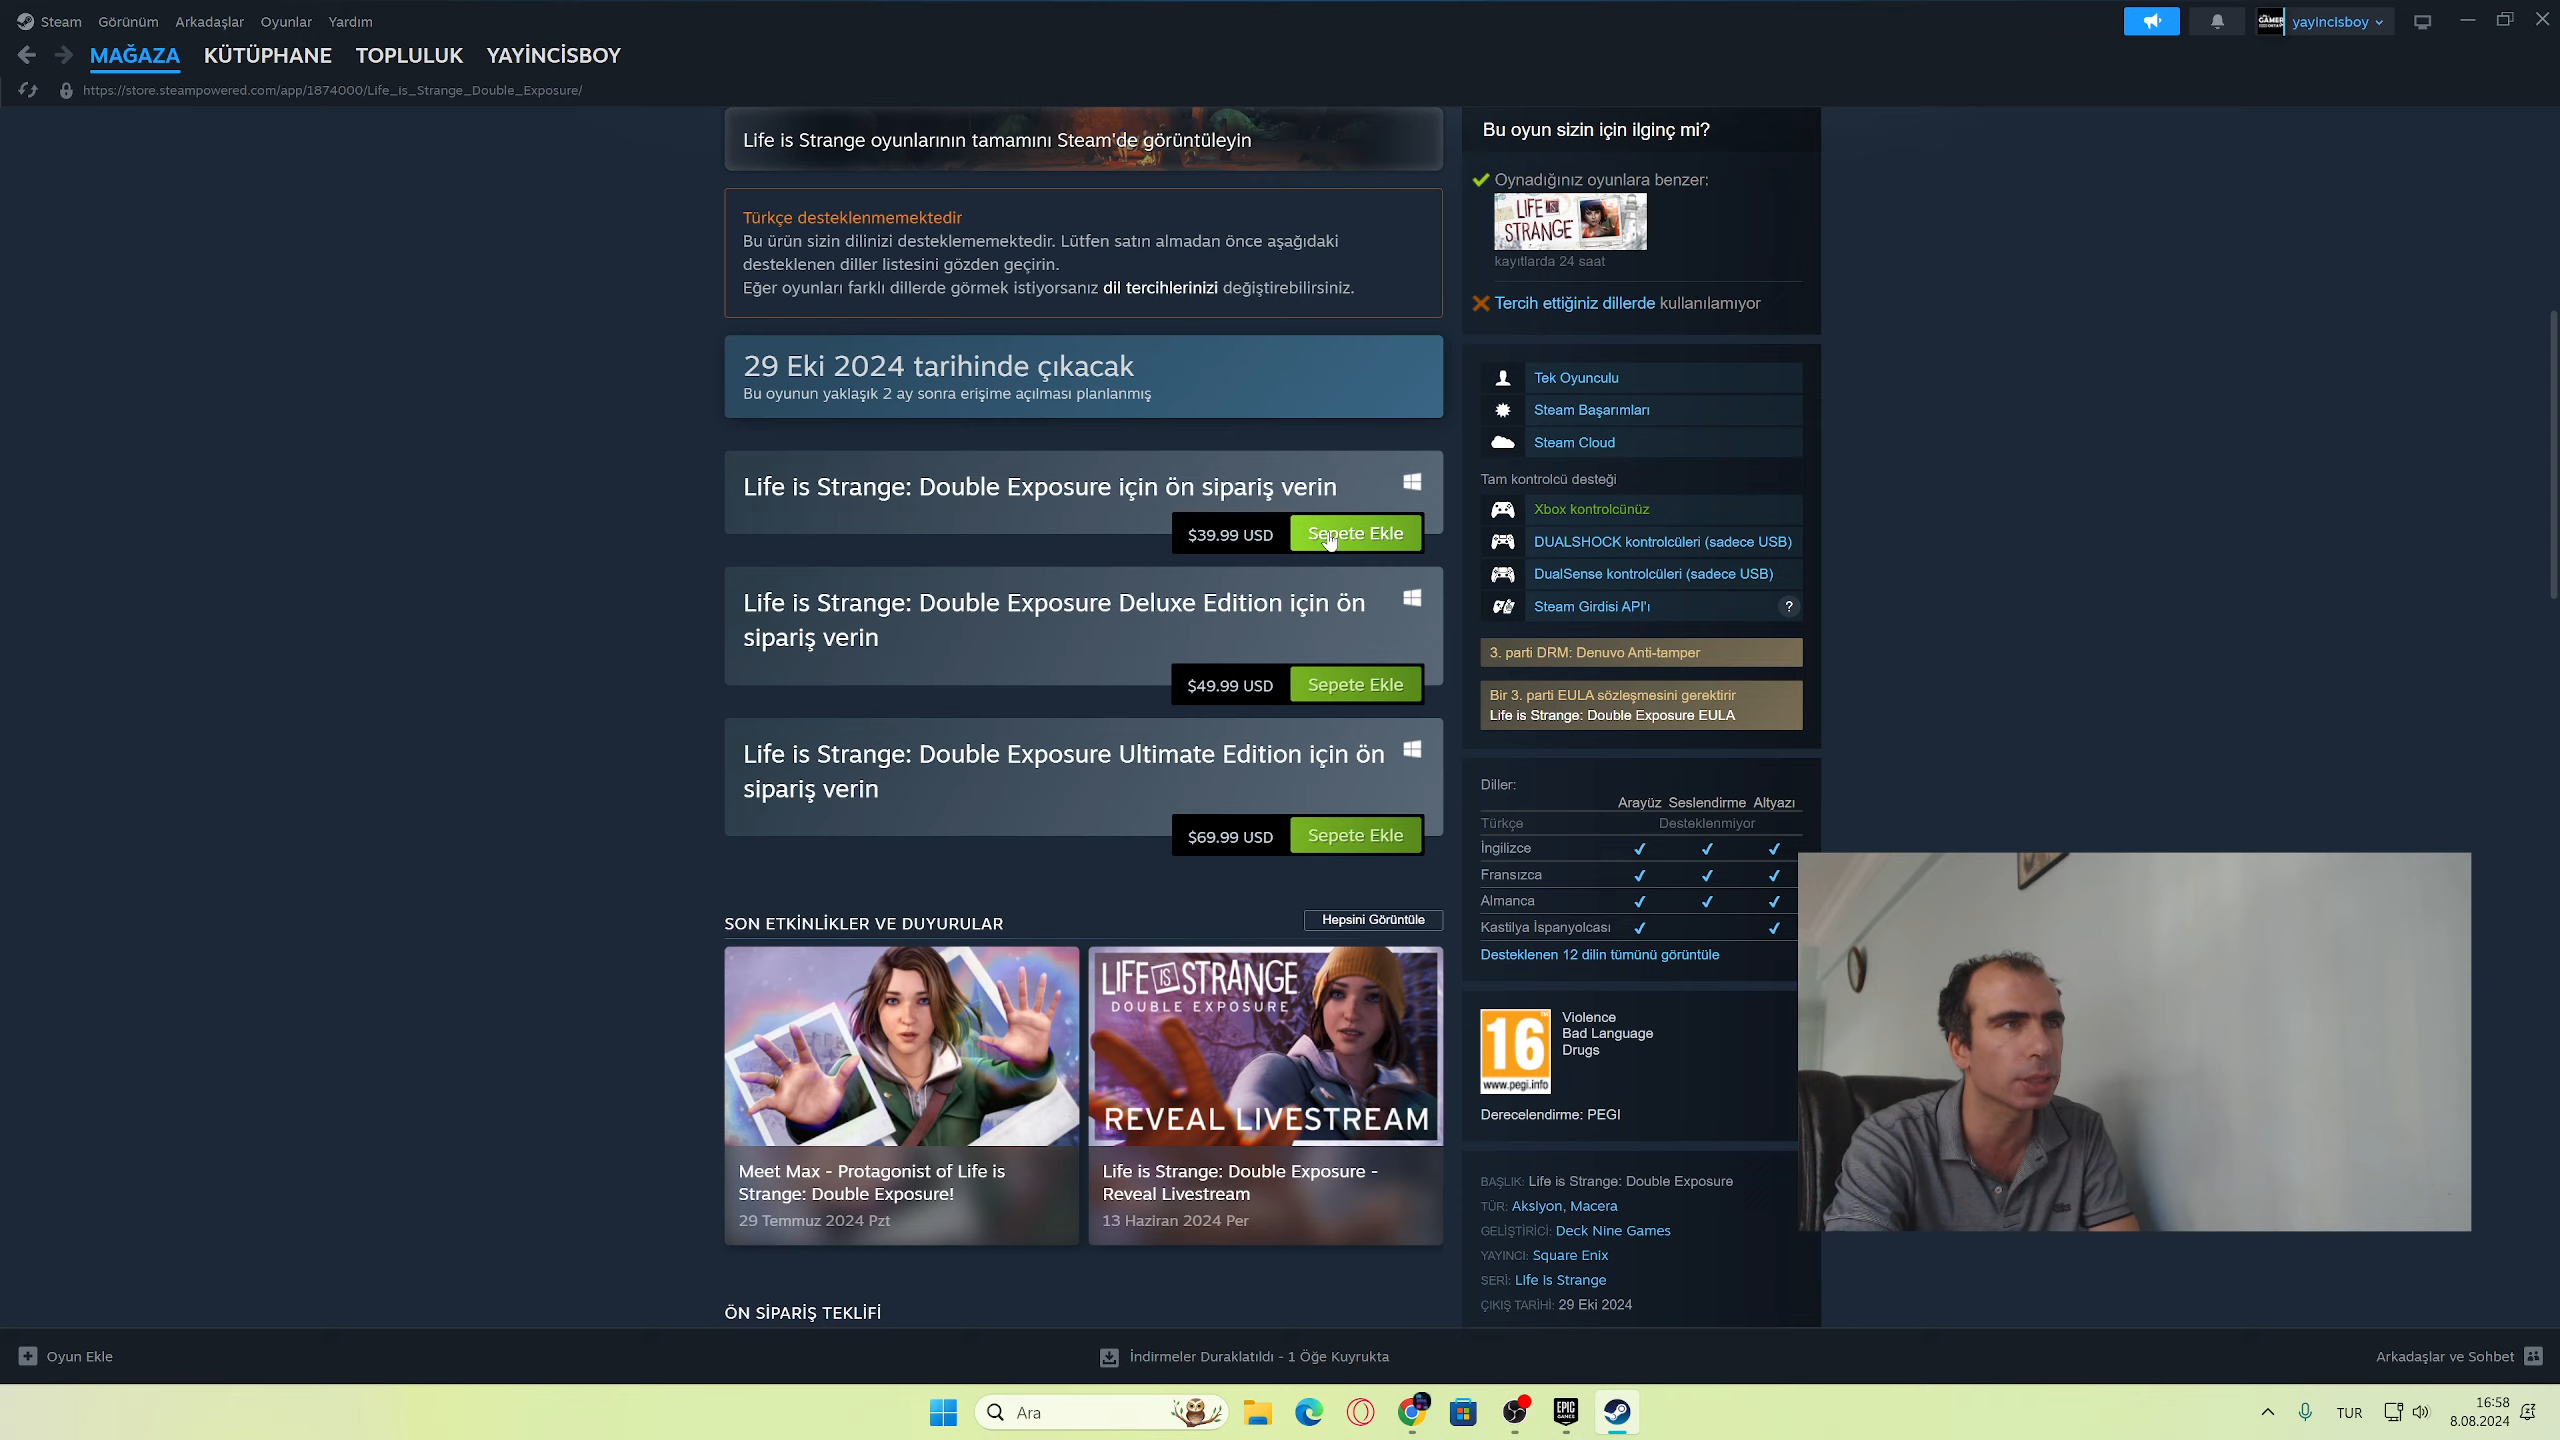 Steam Görünüm Arkadaşlar Oyunlar Yardım
yayincisboy
MAĞAZA KÜTÜPHANE TOPLULUK YAYİNCİSBOY
https://store.steampowered.com/app/1874000/Life_is_Strange_Double_Exposure/
Life is Strange oyunlarının tamamını Steam'de görüntüleyin
Türkçe desteklenmemektedir
Bu ürün sizin dilinizi desteklememektedir. Lütfen satın almadan önce aşağıdaki
desteklenen diller listesini gözden geçirin.
Eğer oyunları farklı dillerde görmek istiyorsanız dil tercihlerinizi değiştirebilirsiniz.
29 Eki 2024 tarihinde çıkacak
Bu oyunun yaklaşık 2 ay sonra erişime açılması planlanmış
Life is Strange: Double Exposure için ön sipariş verin
$39.99 USD Sepete Ekle
Life is Strange: Double Exposure Deluxe Edition için ön
sipariş verin
$49.99 USD Sepete Ekle
Life is Strange: Double Exposure Ultimate Edition için ön
sipariş verin
$69.99 USD Sepete Ekle
SON ETKİNLİKLER VE DUYURULAR
Hepsini Görüntüle
LIFE IS STRANGE
DOUBLE EXPOSURE
REVEAL LIVESTREAM
Meet Max - Protagonist of Life is
Strange: Double Exposure!
29 Temmuz 2024 Pzt
Life is Strange: Double Exposure -
Reveal Livestream
13 Haziran 2024 Per
ÖN SİPARİŞ TEKLİFİ
Bu oyun sizin için ilginç mi?
Oynadığınız oyunlara benzer:
LIFE IS
STRANGE
kayıtlarda 24 saat
Tercih ettiğiniz dillerde kullanılamıyor
Tek Oyunculu
Steam Başarımları
Steam Cloud
Tam kontrolcü desteği
Xbox kontrolcünüz
DUALSHOCK kontrolcüleri (sadece USB)
DualSense kontrolcüleri (sadece USB)
Steam Girdisi API'ı ?
3. parti DRM: Denuvo Anti-tamper
Bir 3. parti EULA sözleşmesini gerektirir
Life is Strange: Double Exposure EULA
Diller:
Arayüz Seslendirme Altyazı
Türkçe Desteklenmiyor
İngilizce ✓ ✓ ✓
Fransızca ✓ ✓ ✓
Almanca ✓ ✓ ✓
Kastilya İspanyolcası ✓ ✓
Desteklenen 12 dilin tümünü görüntüle
16
www.pegi.info
Violence
Bad Language
Drugs
Derecelendirme: PEGI
BAŞLIK: Life is Strange: Double Exposure
TÜR: Aksiyon, Macera
GELİŞTİRİCİ: Deck Nine Games
YAYINCI: Square Enix
SERİ: Life is Strange
ÇIKIŞ TARİHİ: 29 Eki 2024
Oyun Ekle
İndirmeler Duraklatıldı - 1 Öğe Kuyrukta
Arkadaşlar ve Sohbet
Ara
EPIC
GAMES
TUR
16:58
8.08.2024